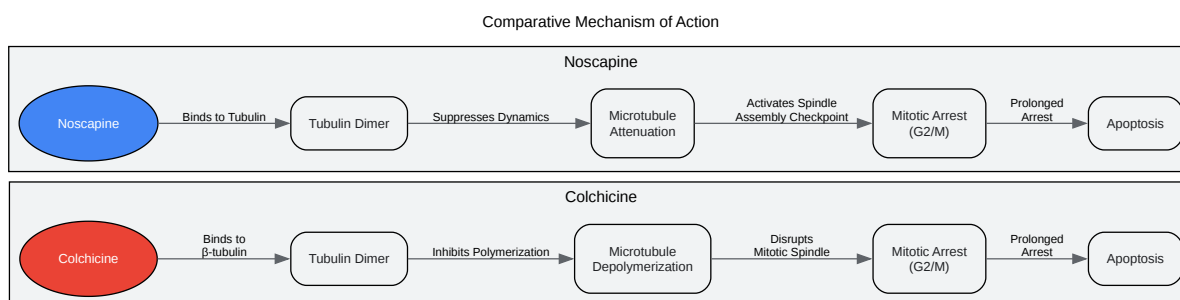 Comparative Mechanism of Action
Noscapine
Noscapine
Binds to Tubulin
Tubulin Dimer
Suppresses Dynamics
Microtubule
Attenuation
Activates Spindle
Assembly Checkpoint
Mitotic Arrest
(G2/M)
Prolonged
Arrest
Apoptosis
Colchicine
Colchicine
Binds to
β-tubulin
Tubulin Dimer
Inhibits Polymerization
Microtubule
Depolymerization
Disrupts
Mitotic Spindle
Mitotic Arrest
(G2/M)
Prolonged
Arrest
Apoptosis